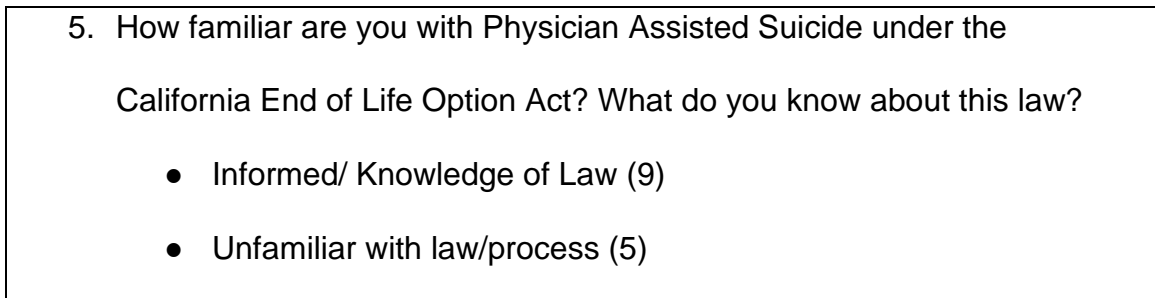 5. How familiar are you with Physician Assisted Suicide under the
California End of Life Option Act? What do you know about this law?
● Informed/ Knowledge of Law (9)
● Unfamiliar with law/process (5)